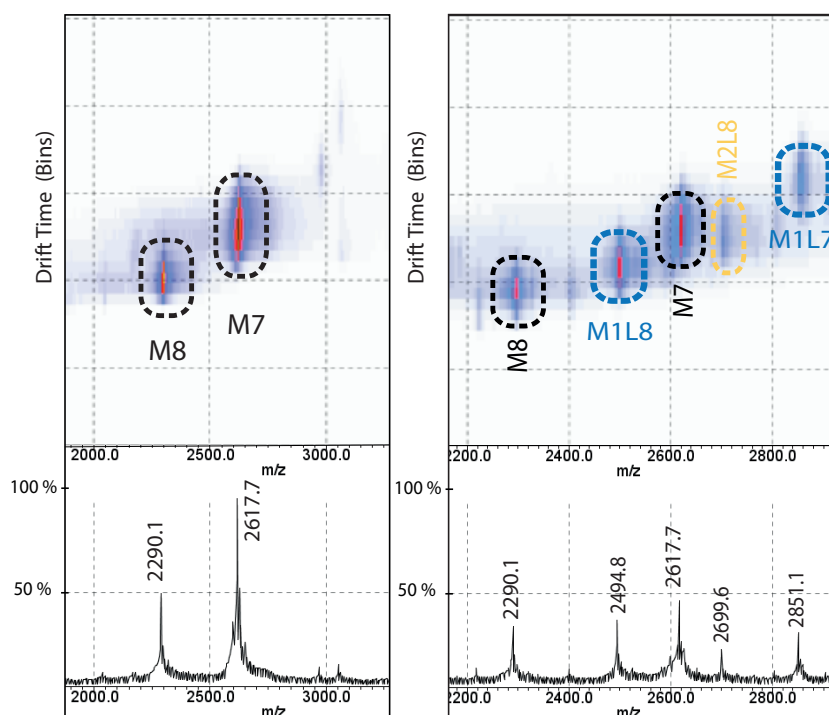 Drift Time (Bins)
M8
M7
2000.0 2500.0 3000.0
m/z
100 %
50 %
2290.1
2617.7
2000.0 2500.0 3000.0
m/z
Drift Time (Bins)
M8
M1L8
M7
M2L8
M1L7
2200.0 2400.0 2600.0 2800.0
m/z
100%
50 %
2290.1
2494.8
2617.7
2699.6
2851.1
2200.0 2400.0 2600.0 2800.0
m/z